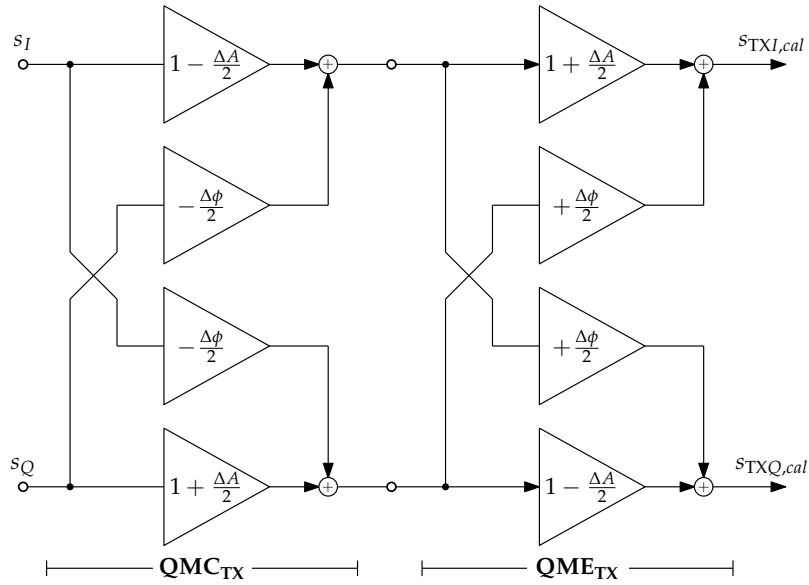 s_I
1 − ΔA/2
+
1 + ΔA/2
+
s_TXI,cal
− Δϕ/2
+ Δϕ/2
− Δϕ/2
+ Δϕ/2
s_Q
1 + ΔA/2
+
1 − ΔA/2
+
s_TXQ,cal
QMC_TX
QME_TX